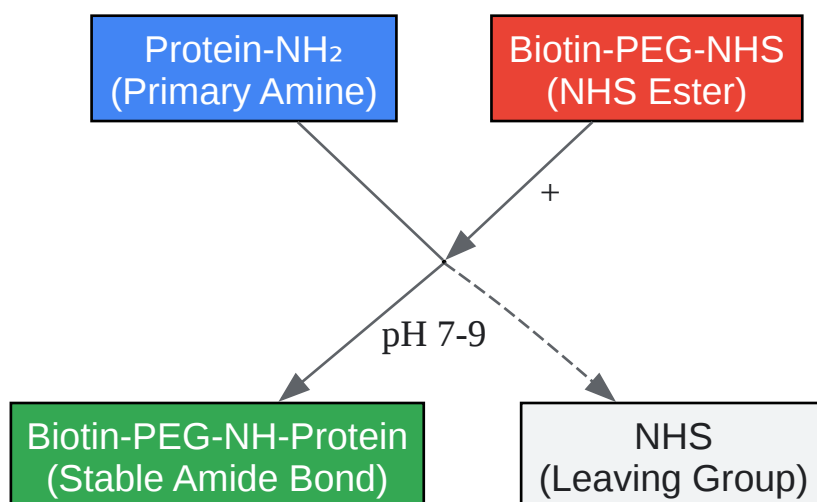 Protein-NH₂
(Primary Amine)
Biotin-PEG-NHS
(NHS Ester)
+
pH 7-9
Biotin-PEG-NH-Protein
(Stable Amide Bond)
NHS
(Leaving Group)